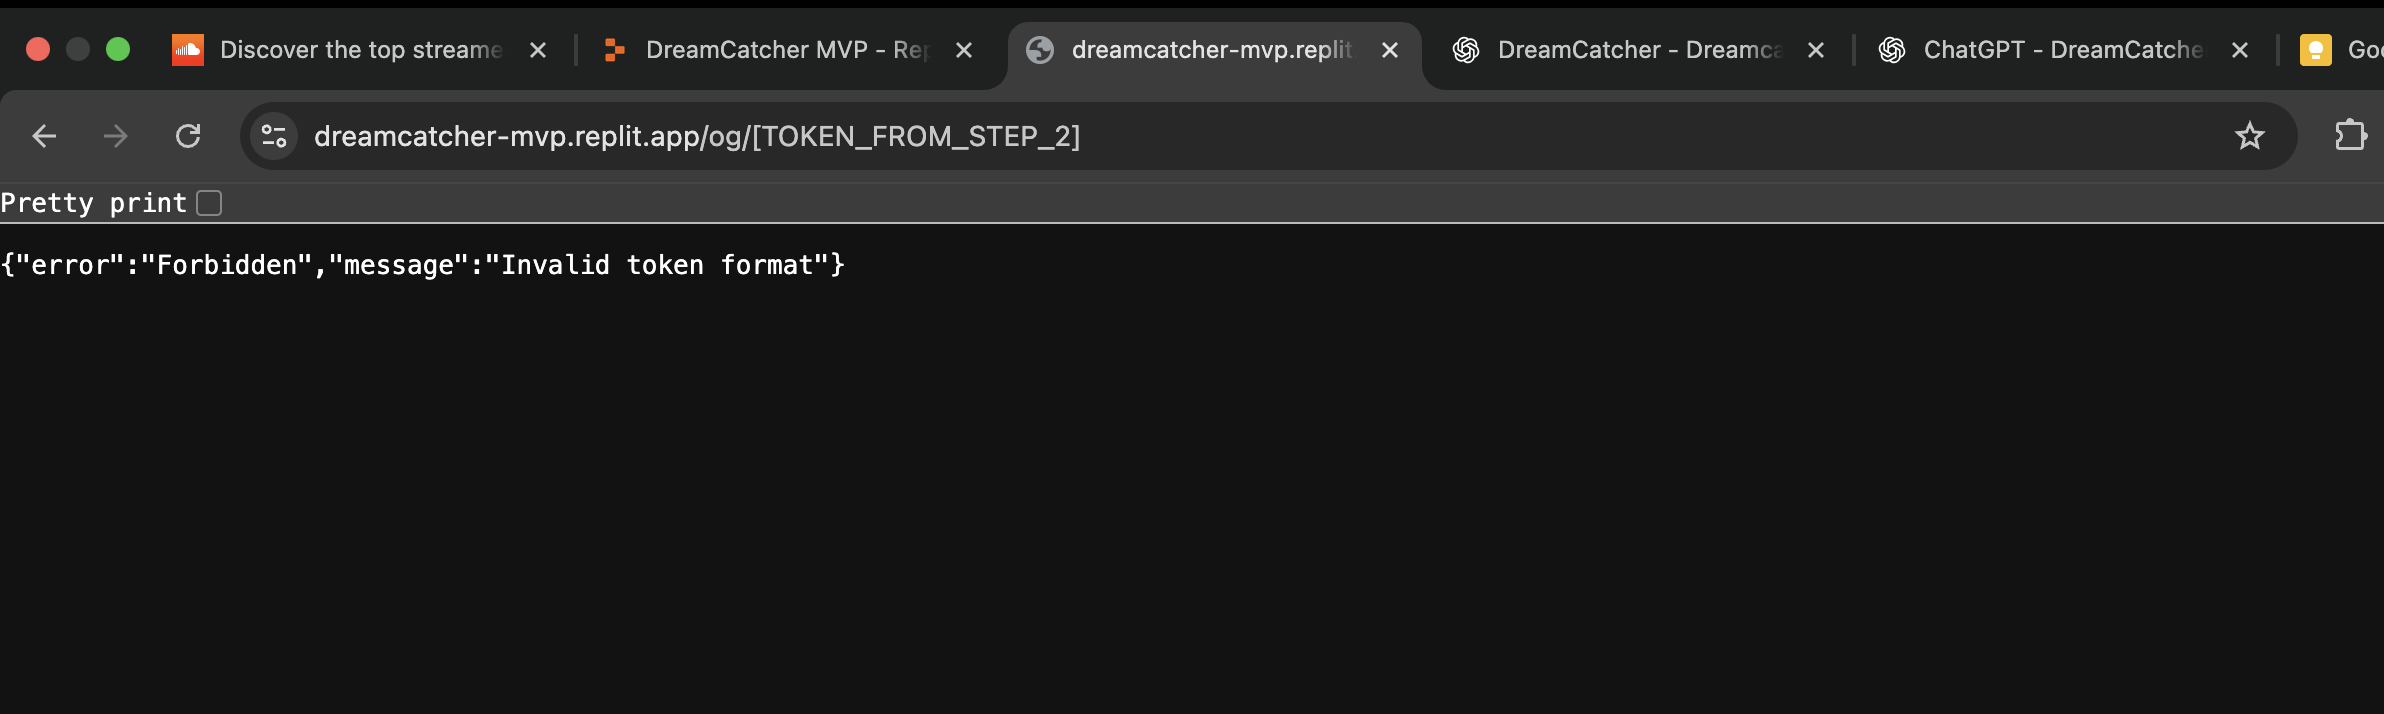 Discover the top streame
DreamCatcher MVP - Rep
dreamcatcher-mvp.replit
DreamCatcher - Dreamca
ChatGPT - DreamCatche
Goo
dreamcatcher-mvp.replit.app/og/[TOKEN_FROM_STEP_2]
Pretty print
{"error":"Forbidden","message":"Invalid token format"}